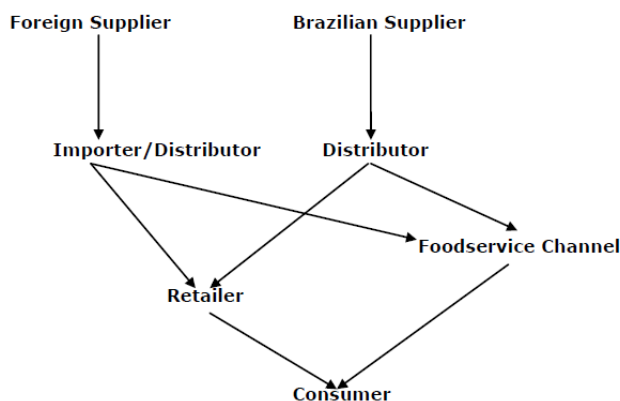 Foreign Supplier
Brazilian Supplier
Importer/Distributor
Distributor
Foodservice Channel
Retailer
Consumer